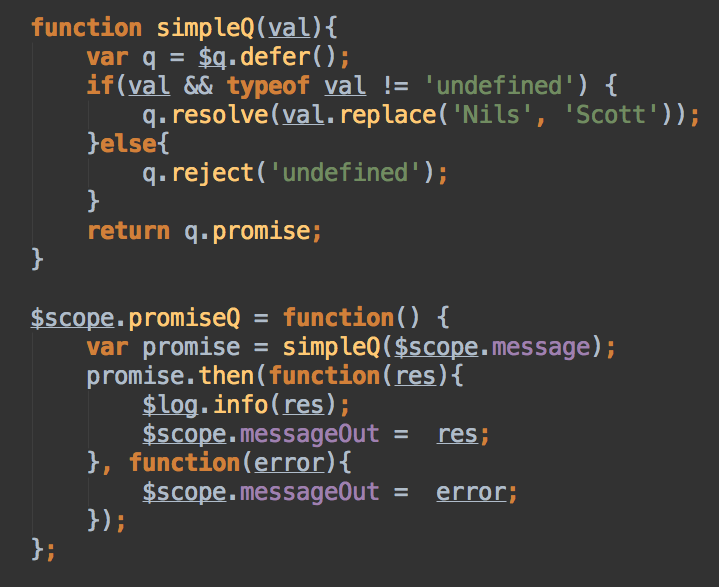 function simpleQ(val){
    var q = $q.defer();
    if(val && typeof val != 'undefined') {
        q.resolve(val.replace('Nils', 'Scott'));
    }else{
        q.reject('undefined');
    }
    return q.promise;
}

$scope.promiseQ = function() {
    var promise = simpleQ($scope.message);
    promise.then(function(res){
        $log.info(res);
        $scope.messageOut =  res;
    }, function(error){
        $scope.messageOut =  error;
    });
};